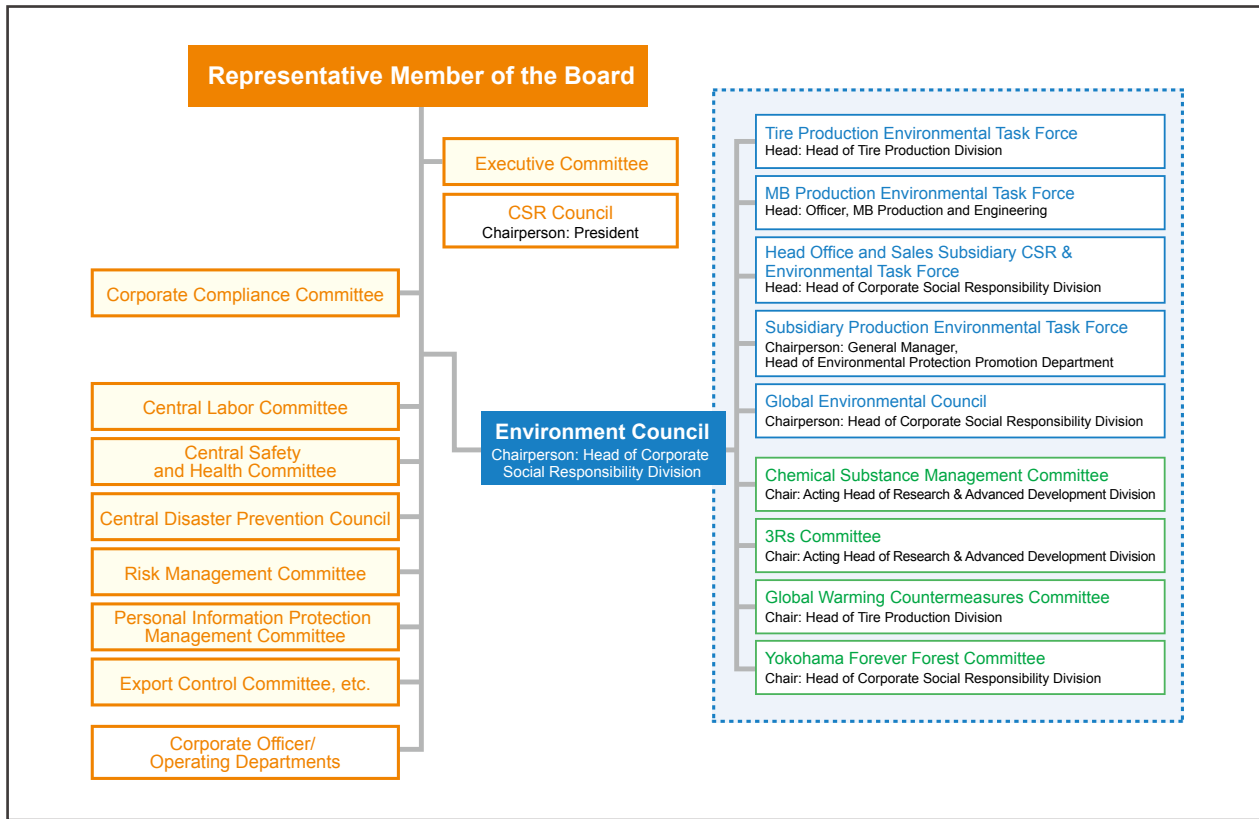 Representative Member of the Board
Executive Committee
CSR Council
Chairperson: President
Corporate Compliance Committee
Central Labor Committee
Central Safety
and Health Committee
Central Disaster Prevention Council
Risk Management Committee
Personal Information Protection
Management Committee
Export Control Committee, etc.
Corporate Officer/
Operating Departments
Environment Council
Chairperson: Head of Corporate
Social Responsibility Division
Tire Production Environmental Task Force
Head: Head of Tire Production Division
MB Production Environmental Task Force
Head: Officer, MB Production and Engineering
Head Office and Sales Subsidiary CSR &
Environmental Task Force
Head: Head of Corporate Social Responsibility Division
Subsidiary Production Environmental Task Force
Chairperson: General Manager,
Head of Environmental Protection Promotion Department
Global Environmental Council
Chairperson: Head of Corporate Social Responsibility Division
Chemical Substance Management Committee
Chair: Acting Head of Research & Advanced Development Division
3Rs Committee
Chair: Acting Head of Research & Advanced Development Division
Global Warming Countermeasures Committee
Chair: Head of Tire Production Division
Yokohama Forever Forest Committee
Chair: Head of Corporate Social Responsibility Division